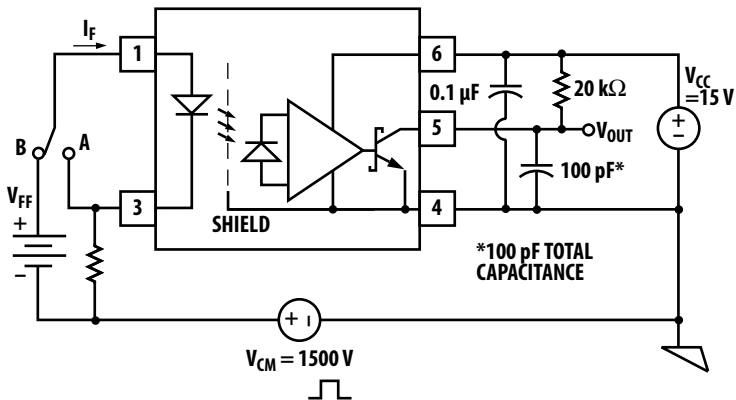 I_F
1
6
0.1 µF
20 kΩ
V_CC
=15 V
+
–
5
V_OUT
B
A
100 pF*
V_FF
+
–
3
SHIELD
4
*100 pF TOTAL
CAPACITANCE
+ –
V_CM = 1500 V